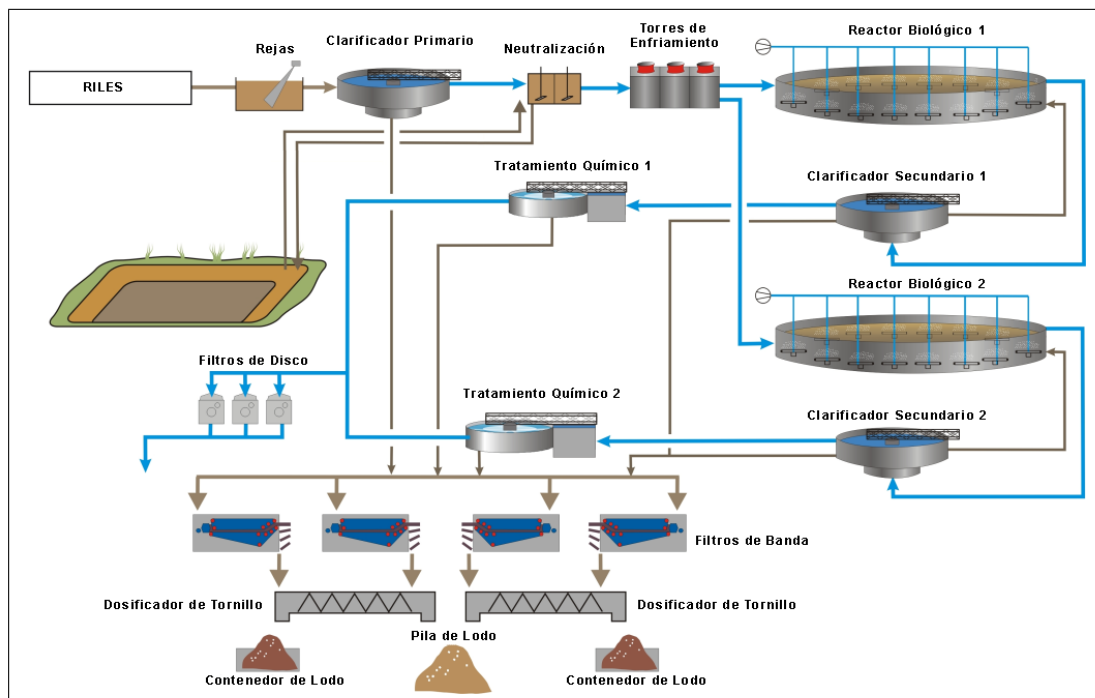 RILES
Rejas
Clarificador Primario
Neutralización
Torres de
Enfriamiento
Reactor Biológico 1
Tratamiento Químico 1
Clarificador Secundario 1
Reactor Biológico 2
Filtros de Disco
Tratamiento Químico 2
Clarificador Secundario 2
Filtros de Banda
Dosificador de Tornillo
Dosificador de Tornillo
Pila de Lodo
Contenedor de Lodo
Contenedor de Lodo